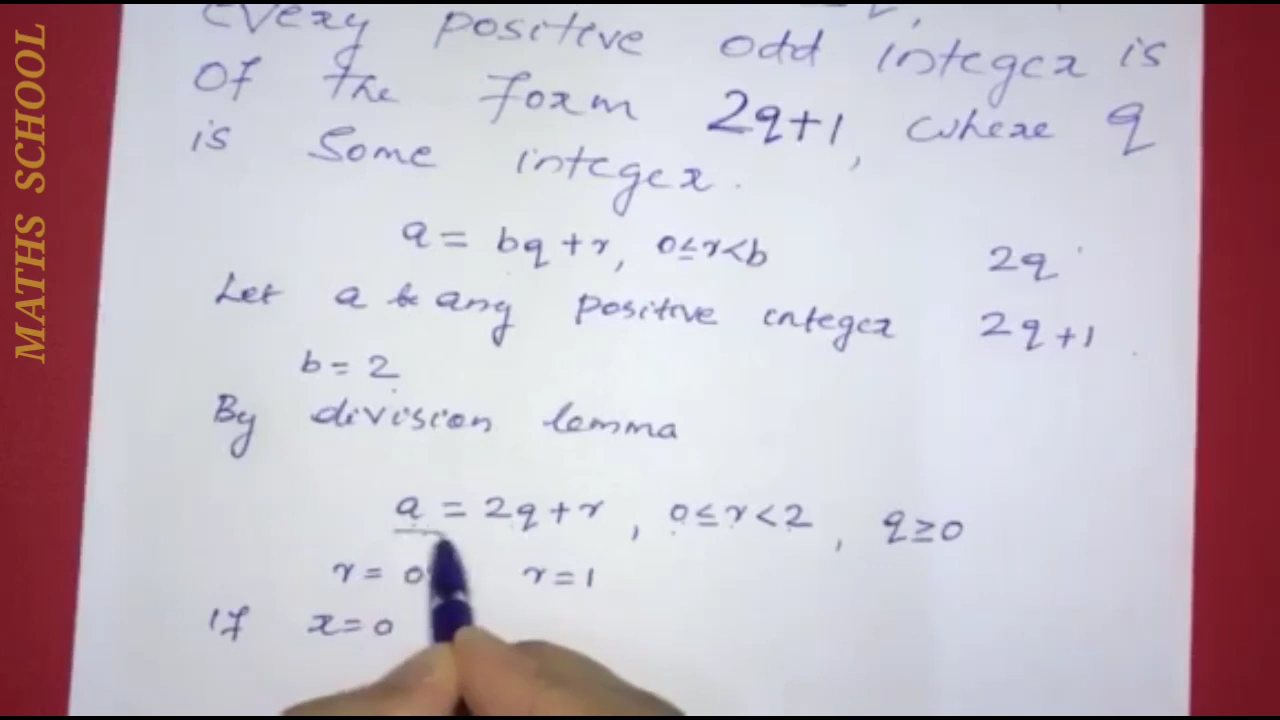 MATHS SCHOOL
every positive odd integer is
of the form 2q+1, where q
is some integer.
a = bq + r, 0≤r<b
2q
Let a be any positive integer
2q+1
b = 2
By division lemma
a = 2q+r, 0≤r<2, q≥0
r = 0 r = 1
If r=0